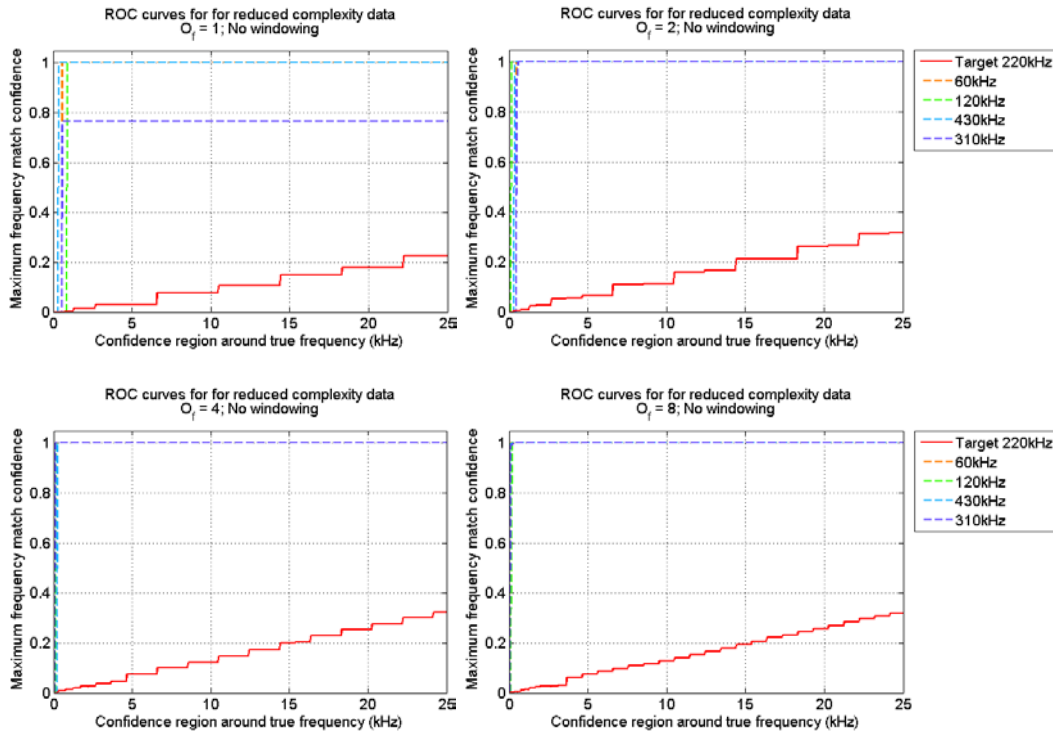 ROC curves for for reduced complexity data
O_f = 1; No windowing
Maximum frequency match confidence
1
0.8
0.6
0.4
0.2
0
0 5 10 15 20 25
Confidence region around true frequency (kHz)
ROC curves for for reduced complexity data
O_f = 2; No windowing
Maximum frequency match confidence
1
0.8
0.6
0.4
0.2
0
0 5 10 15 20 25
Confidence region around true frequency (kHz)
Target 220kHz
60kHz
120kHz
430kHz
310kHz
ROC curves for for reduced complexity data
O_f = 4; No windowing
Maximum frequency match confidence
1
0.8
0.6
0.4
0.2
0
0 5 10 15 20 25
Confidence region around true frequency (kHz)
ROC curves for for reduced complexity data
O_f = 8; No windowing
Maximum frequency match confidence
1
0.8
0.6
0.4
0.2
0
0 5 10 15 20 25
Confidence region around true frequency (kHz)
Target 220kHz
60kHz
120kHz
430kHz
310kHz